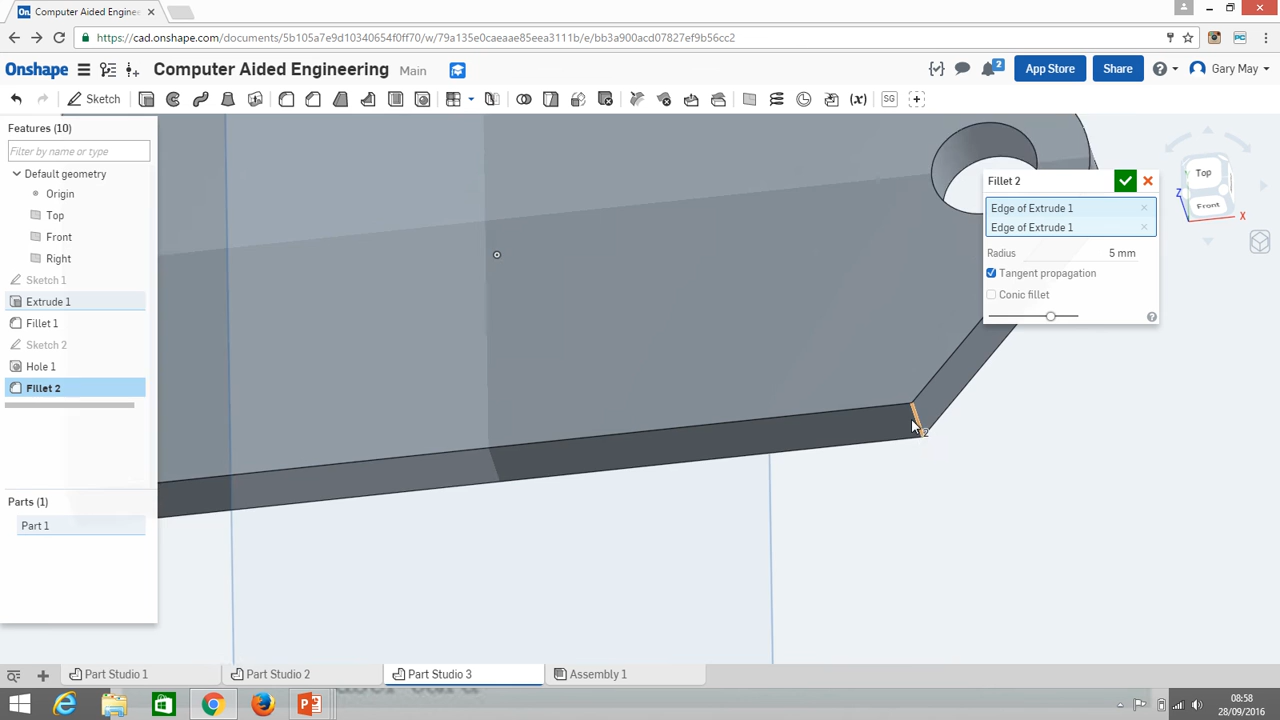 On. Computer Aided Engine
https://cad.onshape.com/documents/5b105a7e9d10340654f0ff70/w/79a135e0caeaae85eea3111b/e/bb3a900acd07827ef9b56cc2
Onshape Computer Aided Engineering Main 2 App Store Share Gary May
Sketch (x) SG
Features (10)
Filter by name or type
Default geometry
Origin
Top
Front
Right
Sketch 1
Extrude 1
Fillet 1
Sketch 2
Hole 1
Fillet 2
Parts (1)
Part 1
Fillet 2
Edge of Extrude 1
Edge of Extrude 1
Radius 5 mm
Tangent propagation
Conic fillet
Top
Front
Z
X
2
Part Studio 1 Part Studio 2 Part Studio 3 Assembly 1
08:58
28/09/2016